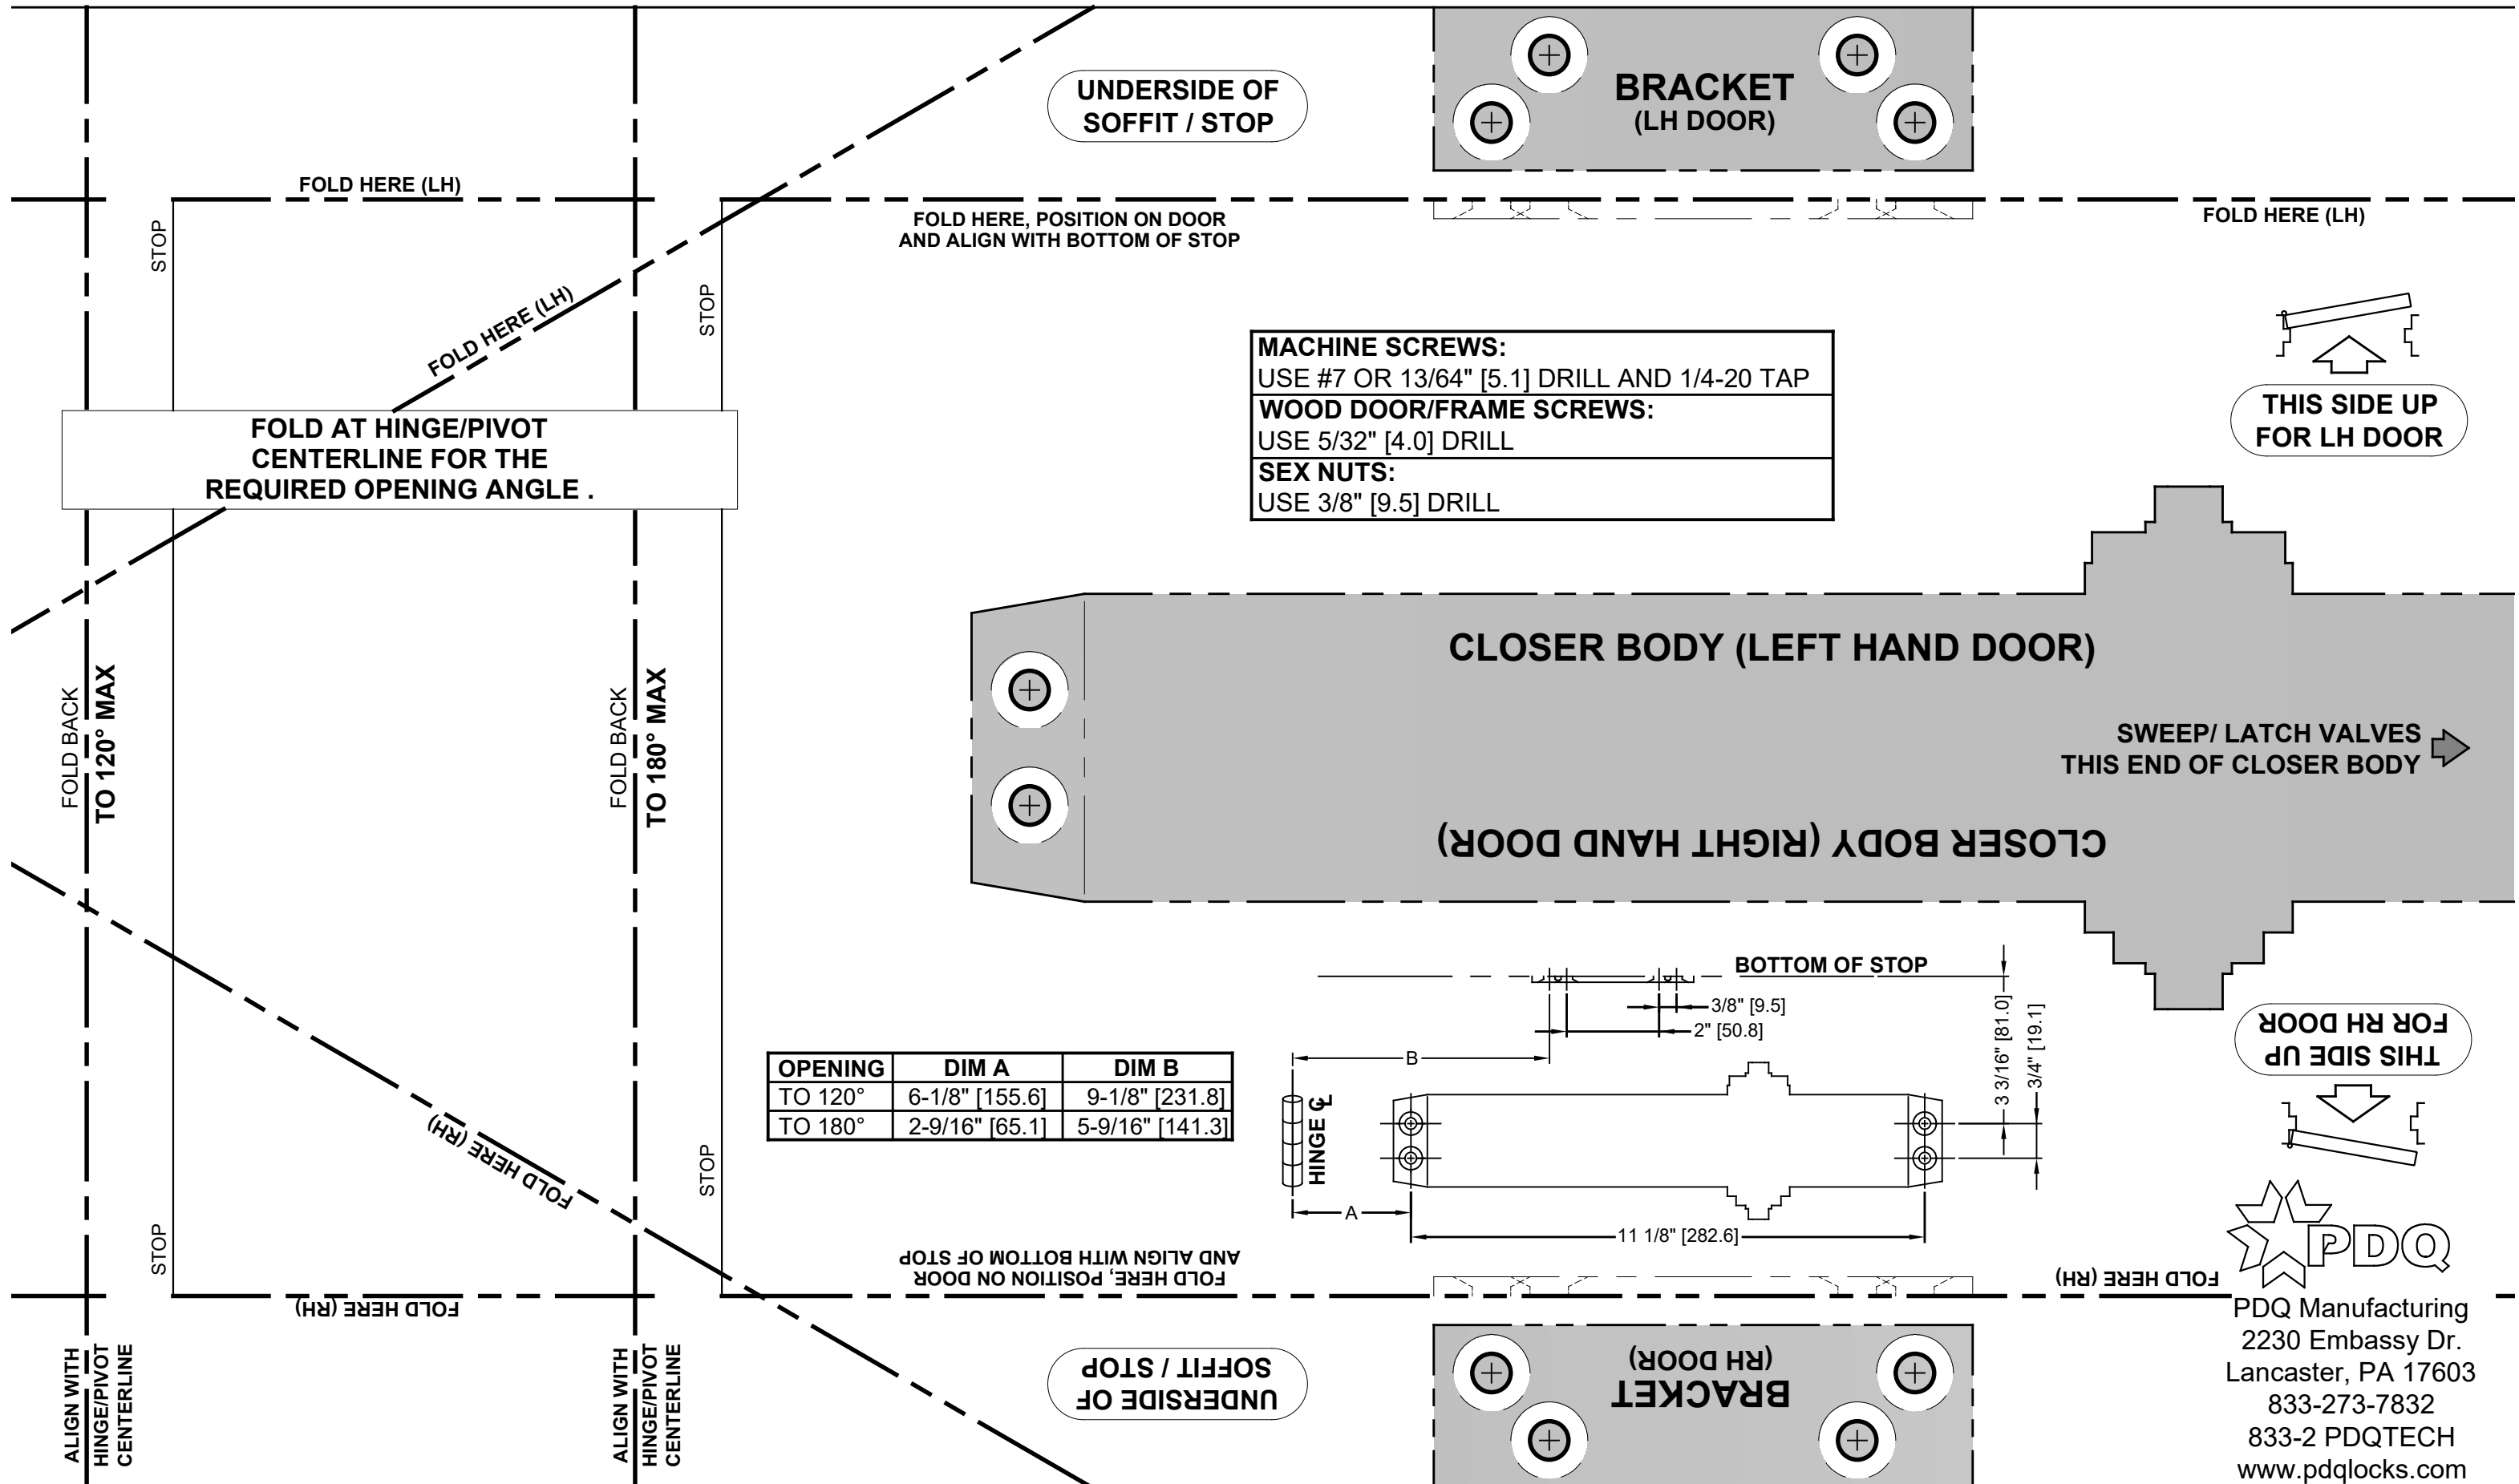 UNDERSIDE OF
SOFFIT / STOP
BRACKET
(LH DOOR)
FOLD HERE (LH)
FOLD HERE, POSITION ON DOOR
AND ALIGN WITH BOTTOM OF STOP
FOLD HERE (LH)
STOP
STOP
FOLD HERE (LH)
MACHINE SCREWS:
USE #7 OR 13/64" [5.1] DRILL AND 1/4-20 TAP
WOOD DOOR/FRAME SCREWS:
USE 5/32" [4.0] DRILL
SEX NUTS:
USE 3/8" [9.5] DRILL
THIS SIDE UP
FOR LH DOOR
FOLD AT HINGE/PIVOT
CENTERLINE FOR THE
REQUIRED OPENING ANGLE .
FOLD BACK
TO 120° MAX
FOLD BACK
TO 180° MAX
CLOSER BODY (LEFT HAND DOOR)
SWEEP/ LATCH VALVES
THIS END OF CLOSER BODY
CLOSER BODY (RIGHT HAND DOOR)
BOTTOM OF STOP
3/8" [9.5]
2" [50.8]
B
3 3/16" [81.0]
3/4" [19.1]
HINGE ℄
A
11 1/8" [282.6]
OPENING DIM A DIM B
TO 120° 6-1/8" [155.6] 9-1/8" [231.8]
TO 180° 2-9/16" [65.1] 5-9/16" [141.3]
THIS SIDE UP
FOR RH DOOR
FOLD HERE (RH)
STOP
STOP
FOLD HERE, POSITION ON DOOR
AND ALIGN WITH BOTTOM OF STOP
FOLD HERE (RH)
FOLD HERE (RH)
ALIGN WITH
HINGE/PIVOT
CENTERLINE
ALIGN WITH
HINGE/PIVOT
CENTERLINE
UNDERSIDE OF
SOFFIT / STOP
BRACKET
(RH DOOR)
PDQ
PDQ Manufacturing
2230 Embassy Dr.
Lancaster, PA 17603
833-273-7832
833-2 PDQTECH
www.pdqlocks.com